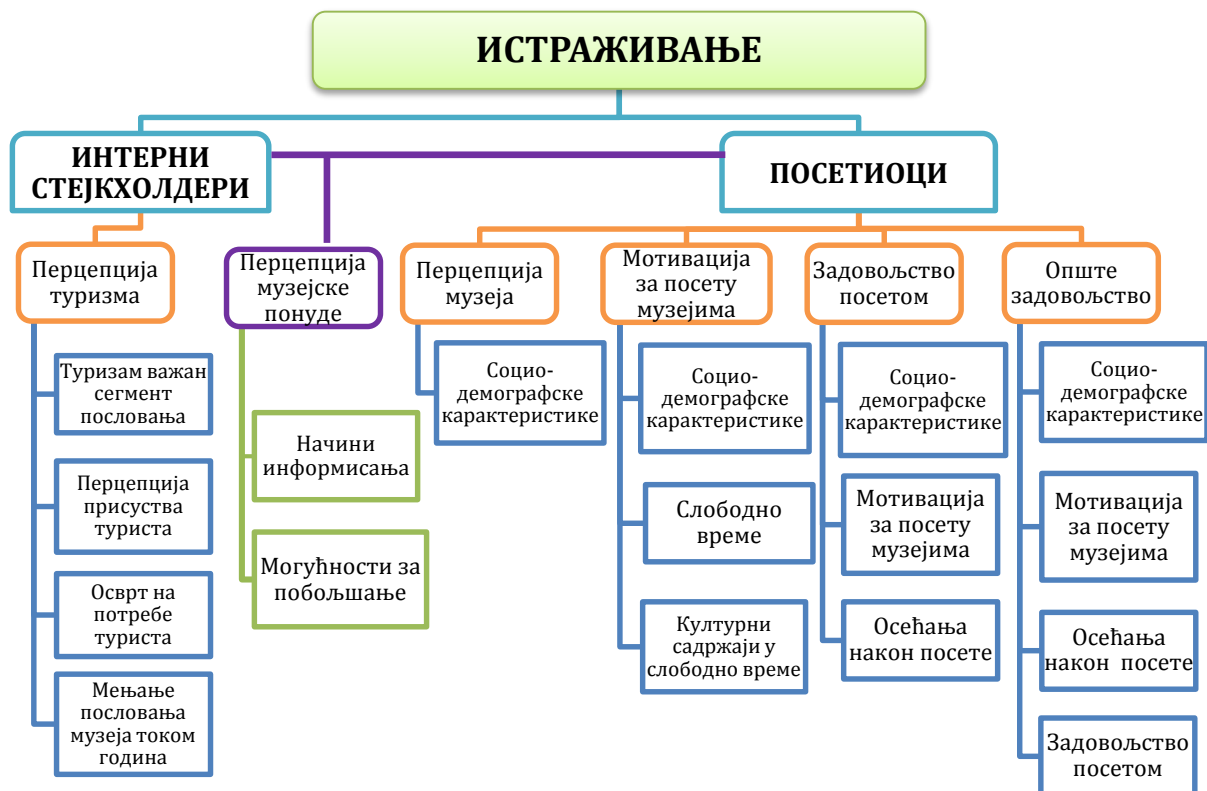 ИСТРАЖИВАЊЕ
ИНТЕРНИ
СТЕЈКХОЛДЕРИ
ПОСЕТИОЦИ
Перцепција
туризма
Перцепција
музејске
понуде
Перцепција
музеја
Мотивација
за посету
музејима
Задовољство
посетом
Опште
задовољство
Туризам важан
сегмент
пословања
Перцепција
присуства
туриста
Осврт на
потребе
туриста
Мењање
пословања
музеја током
година
Начини
информисања
Могућности за
побољшање
Социо-
демографске
карактеристике
Социо-
демографске
карактеристике
Слободно
време
Културни
садржаји у
слободно време
Социо-
демографске
карактеристике
Мотивација
за посету
музејима
Осећања
након посете
Социо-
демографске
карактеристике
Мотивација
за посету
музејима
Осећања
након посете
Задовољство
посетом